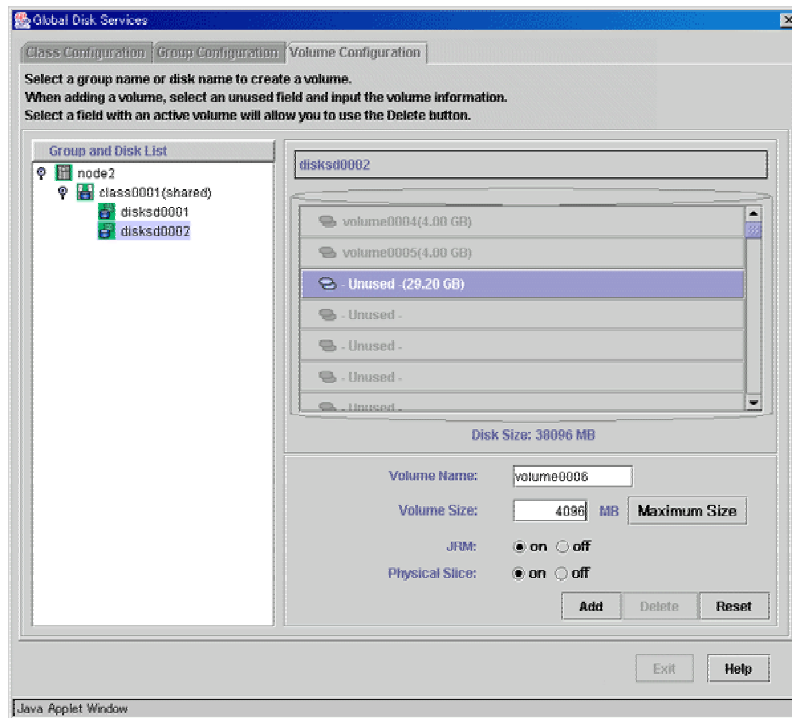 Global Disk Services
Class Configuration Group Configuration Volume Configuration
Select a group name or disk name to create a volume.
When adding a volume, select an unused field and input the volume information.
Select a field with an active volume will allow you to use the Delete button.
Group and Disk List
node2
class0001(shared)
disksd0001
disksd0002
disksd0002
volume0004(4.00 GB)
volume0005(4.00 GB)
- Unused -(29.20 GB)
- Unused -
- Unused -
- Unused -
- Unused -
Disk Size: 38096 MB
Volume Name: volume0006
Volume Size: 4096 MB Maximum Size
JRM: on off
Physical Slice: on off
Add Delete Reset
Exit Help
Java Applet Window